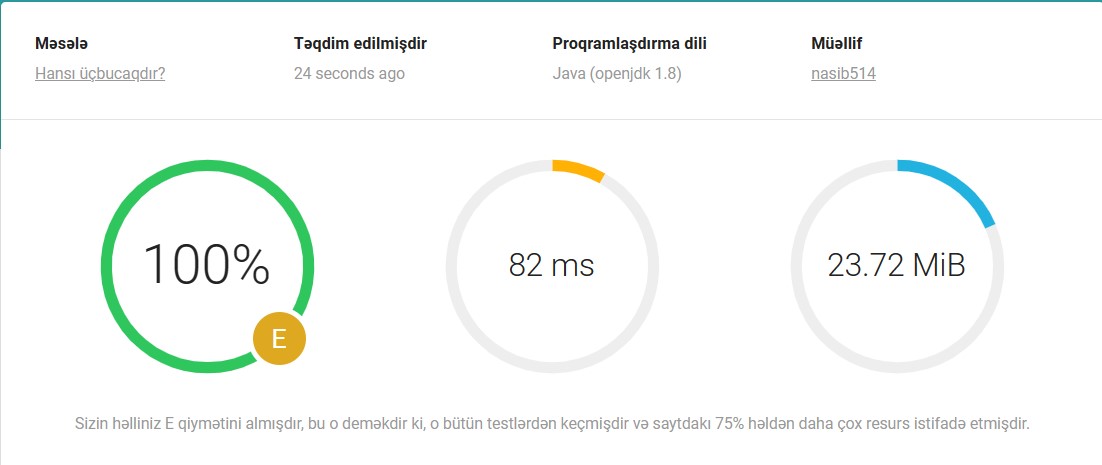 Məsələ
Hansı üçbucaqdır?
Təqdim edilmişdir
24 seconds ago
Proqramlaşdırma dili
Java (openjdk 1.8)
Müəllif
nasib514
100%
E
82 ms
23.72 MiB
Sizin həlliniz E qiymətini almışdır, bu o deməkdir ki, o bütün testlərdən keçmişdir və saytdakı 75% həldən daha çox resurs istifadə etmişdir.